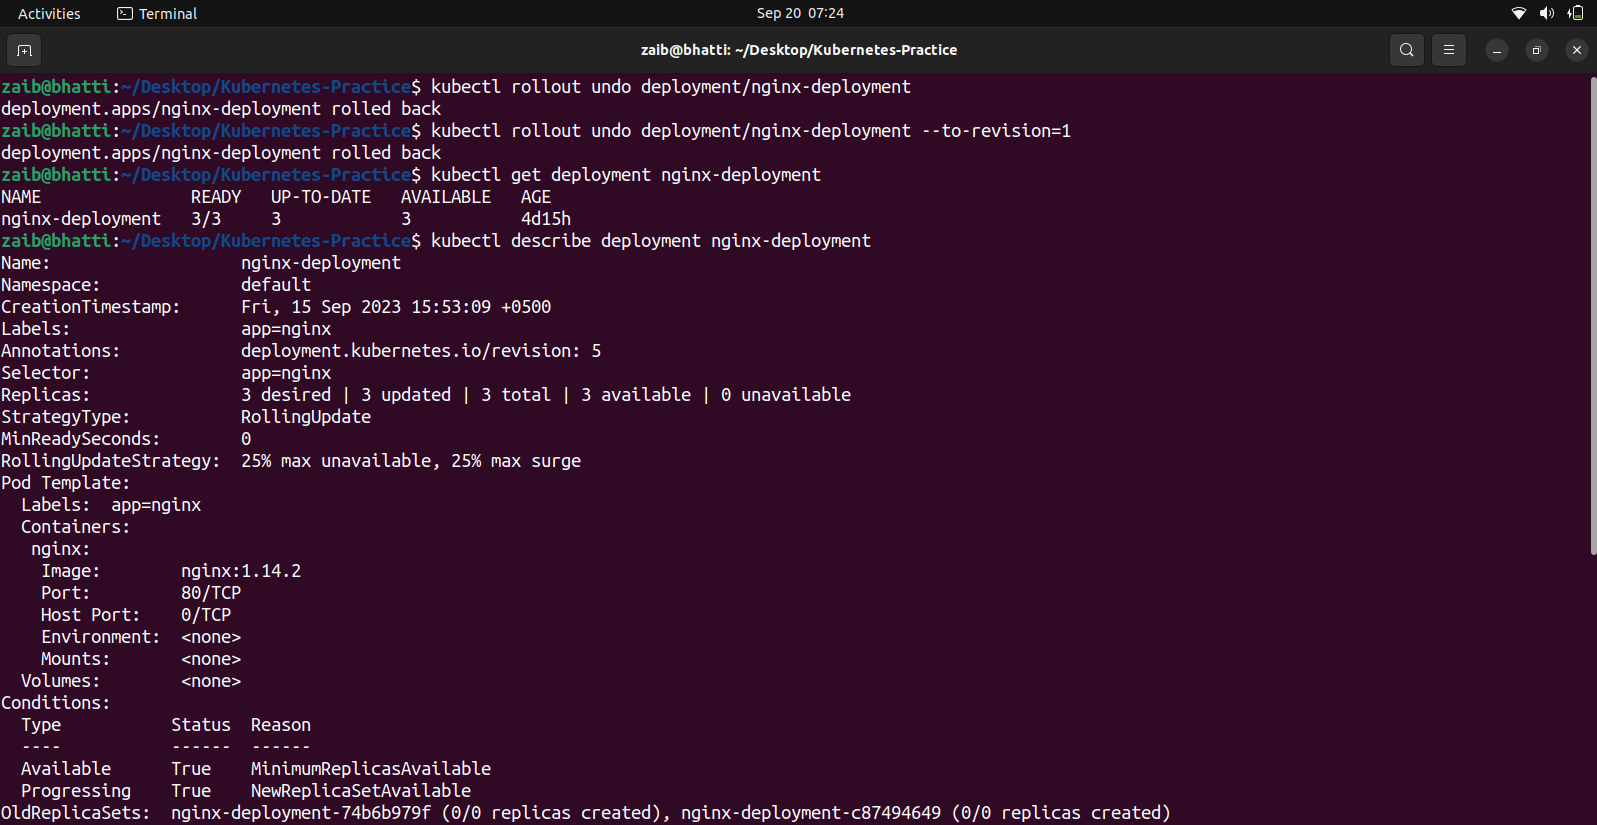 Activities Terminal Sep 20 07:24
zaib@bhatti: ~/Desktop/Kubernetes-Practice
zaib@bhatti:~/Desktop/Kubernetes-Practice$ kubectl rollout undo deployment/nginx-deployment
deployment.apps/nginx-deployment rolled back
zaib@bhatti:~/Desktop/Kubernetes-Practice$ kubectl rollout undo deployment/nginx-deployment --to-revision=1
deployment.apps/nginx-deployment rolled back
zaib@bhatti:~/Desktop/Kubernetes-Practice$ kubectl get deployment nginx-deployment
NAME               READY   UP-TO-DATE   AVAILABLE   AGE
nginx-deployment   3/3     3            3           4d15h
zaib@bhatti:~/Desktop/Kubernetes-Practice$ kubectl describe deployment nginx-deployment
Name:                   nginx-deployment
Namespace:              default
CreationTimestamp:      Fri, 15 Sep 2023 15:53:09 +0500
Labels:                 app=nginx
Annotations:            deployment.kubernetes.io/revision: 5
Selector:               app=nginx
Replicas:               3 desired | 3 updated | 3 total | 3 available | 0 unavailable
StrategyType:           RollingUpdate
MinReadySeconds:        0
RollingUpdateStrategy:  25% max unavailable, 25% max surge
Pod Template:
  Labels:  app=nginx
  Containers:
   nginx:
    Image:        nginx:1.14.2
    Port:         80/TCP
    Host Port:    0/TCP
    Environment:  <none>
    Mounts:       <none>
  Volumes:        <none>
Conditions:
  Type           Status  Reason
  ----           ------  ------
  Available      True    MinimumReplicasAvailable
  Progressing    True    NewReplicaSetAvailable
OldReplicaSets:  nginx-deployment-74b6b979f (0/0 replicas created), nginx-deployment-c87494649 (0/0 replicas created)